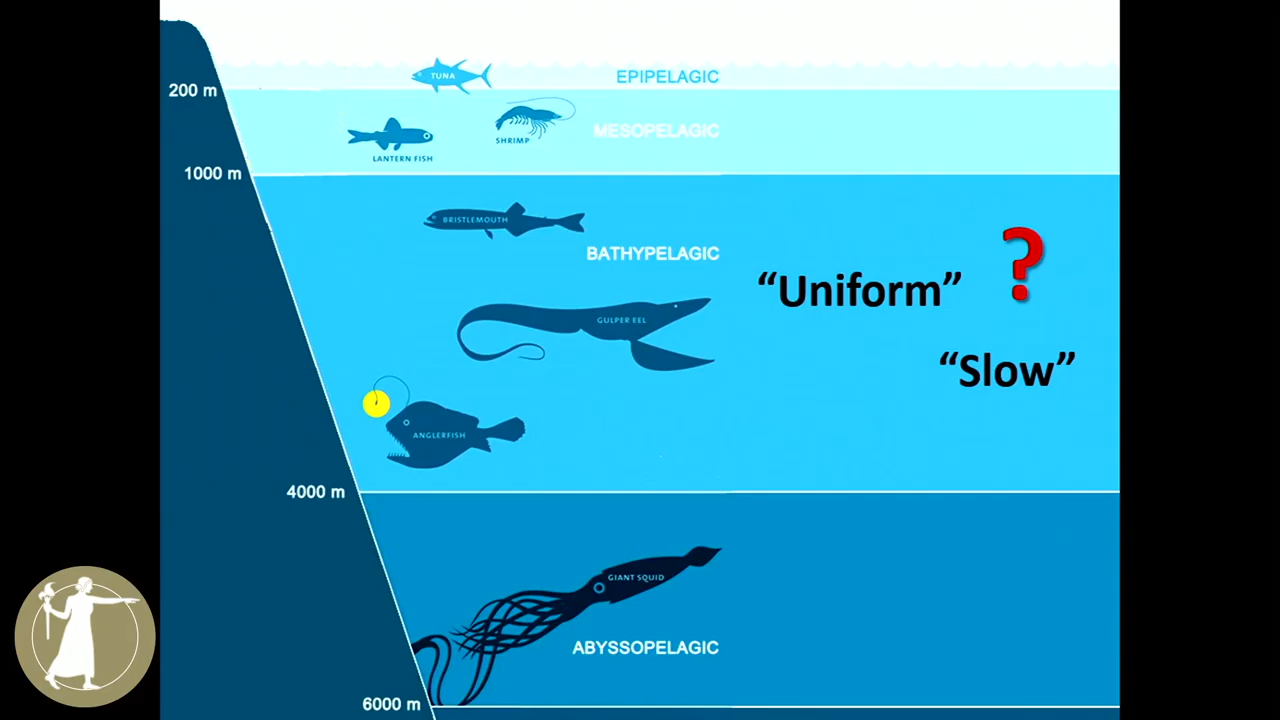 TUNA
EPIPELAGIC
200 m
MESOPELAGIC
SHRIMP
LANTERN FISH
1000 m
BRISTLEMOUTH
BATHYPELAGIC
“Uniform” ?
GULPER EEL
“Slow”
ANGLERFISH
4000 m
GIANT SQUID
ABYSSOPELAGIC
6000 m